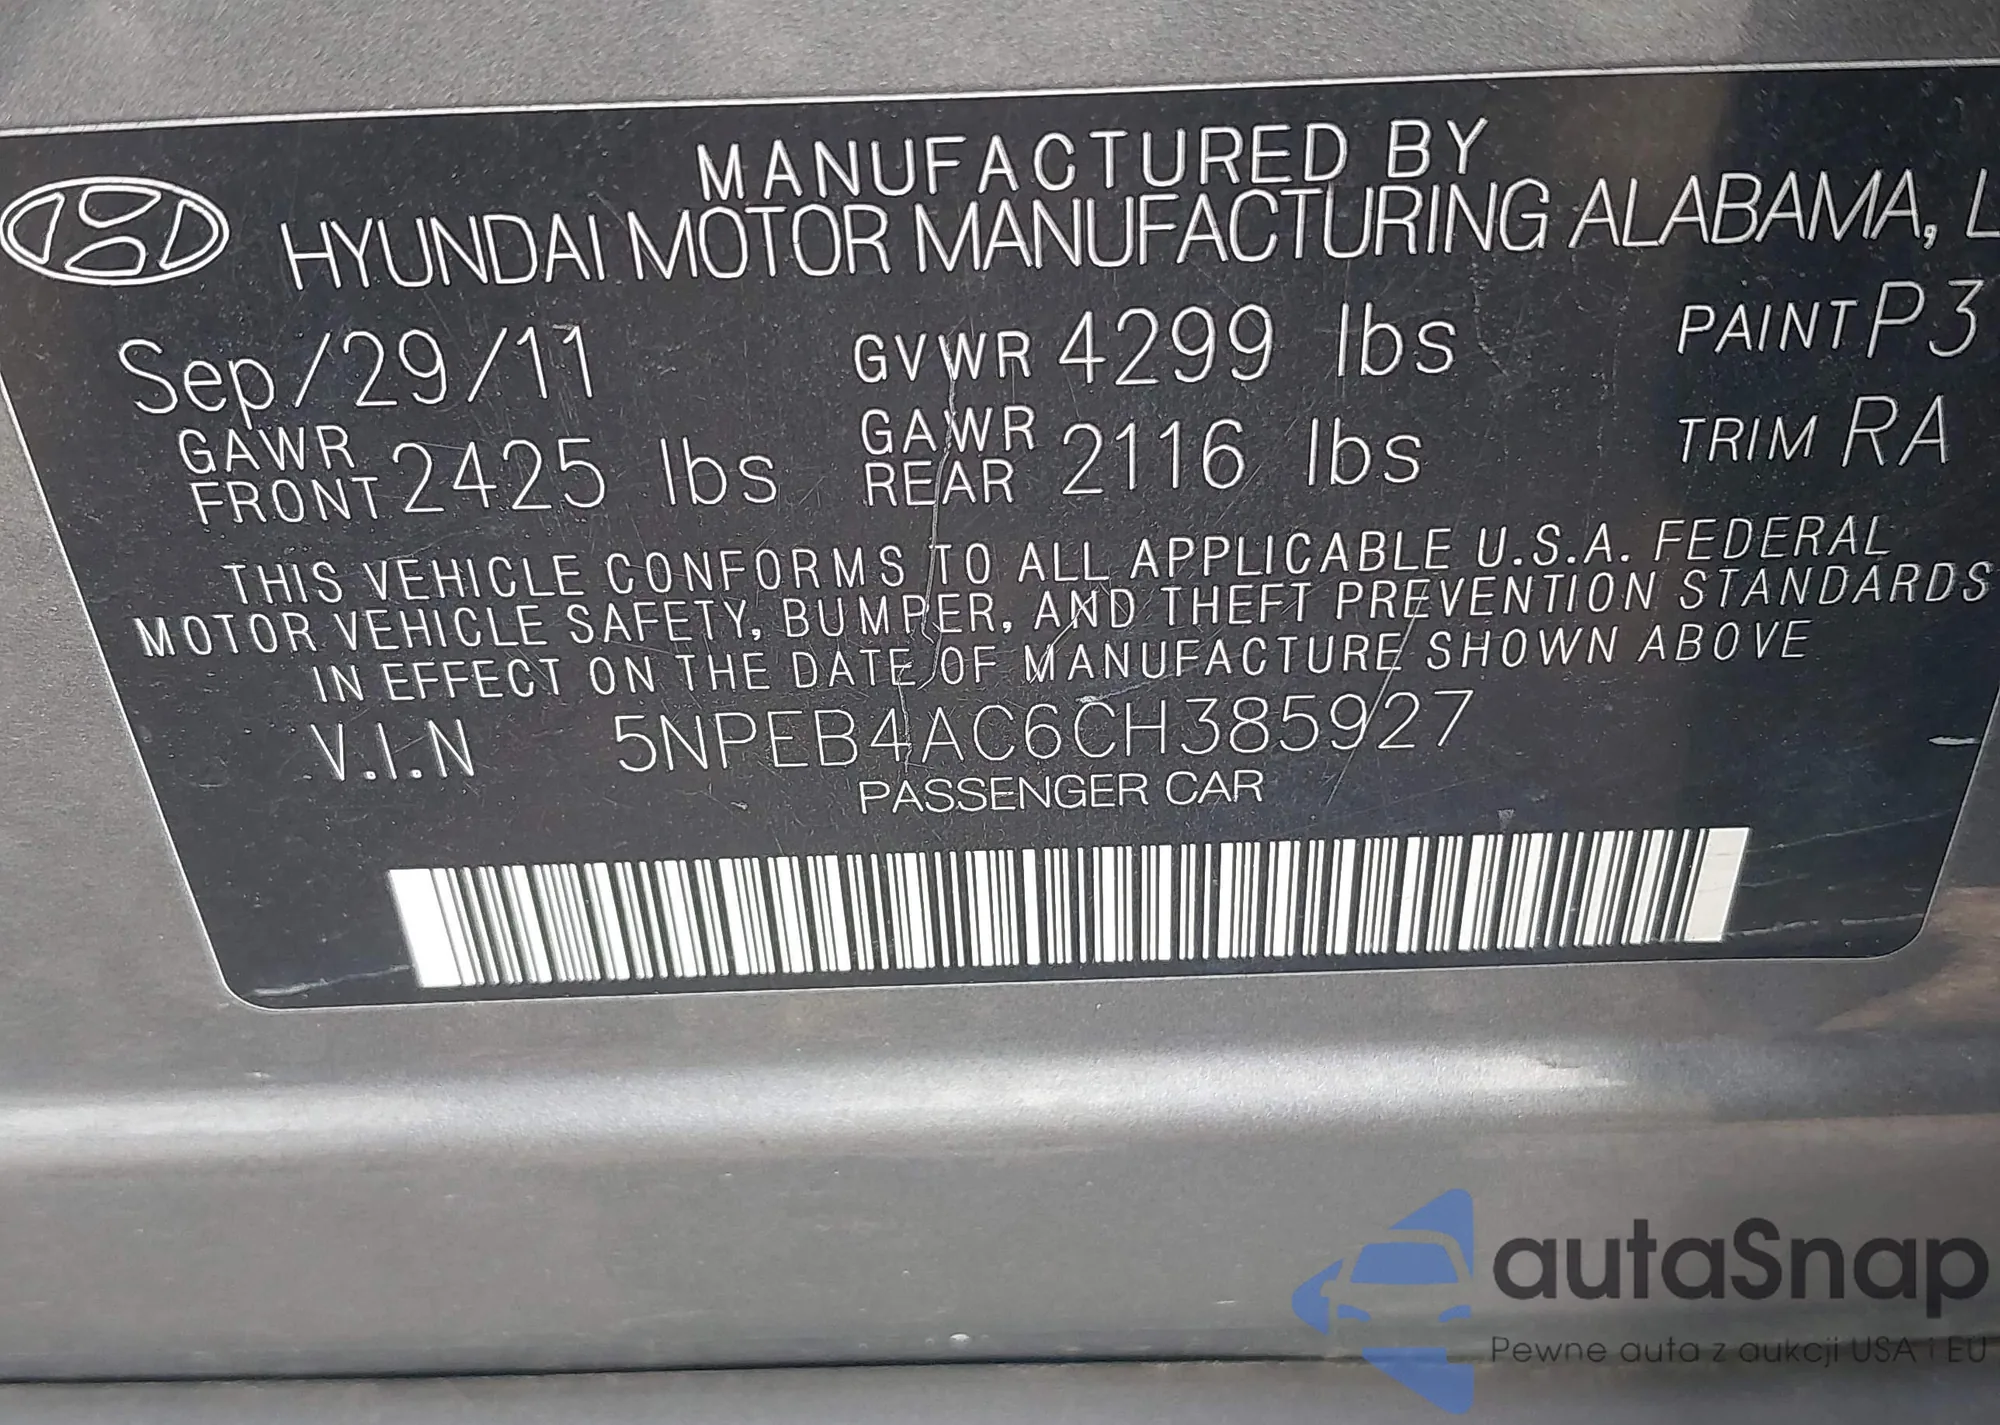 MANUFACTURED BY
HYUNDAI MOTOR MANUFACTURING ALABAMA, L
Sep/29/11 GVWR 4299 lbs PAINT P3
GAWR FRONT 2425 lbs GAWR REAR 2116 lbs TRIM RA
THIS VEHICLE CONFORMS TO ALL APPLICABLE U.S.A. FEDERAL
MOTOR VEHICLE SAFETY, BUMPER, AND THEFT PREVENTION STANDARDS
IN EFFECT ON THE DATE OF MANUFACTURE SHOWN ABOVE
V.I.N 5NPEB4AC6CH385927
PASSENGER CAR
autaSnap
Pewne auta z aukcji USA i EU